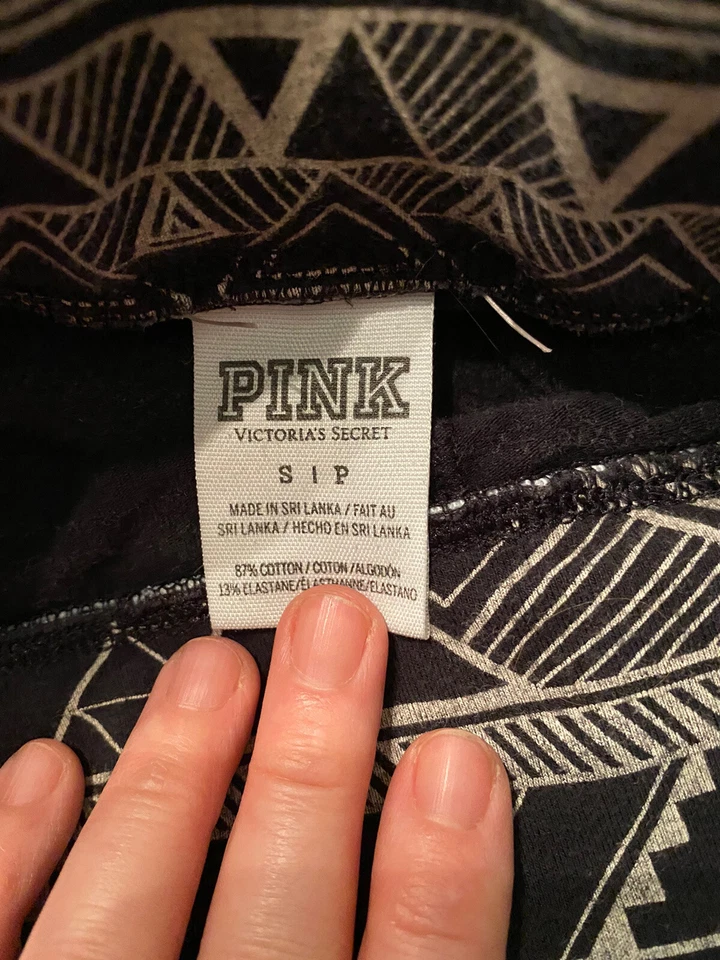 PINK
VICTORIA'S SECRET
S | P
MADE IN SRI LANKA / FAIT AU
SRI LANKA / HECHO EN SRI LANKA
87% COTTON / COTON /ALGODÓN
13% ELASTANE/ÉLASTHANNE/ELASTANO